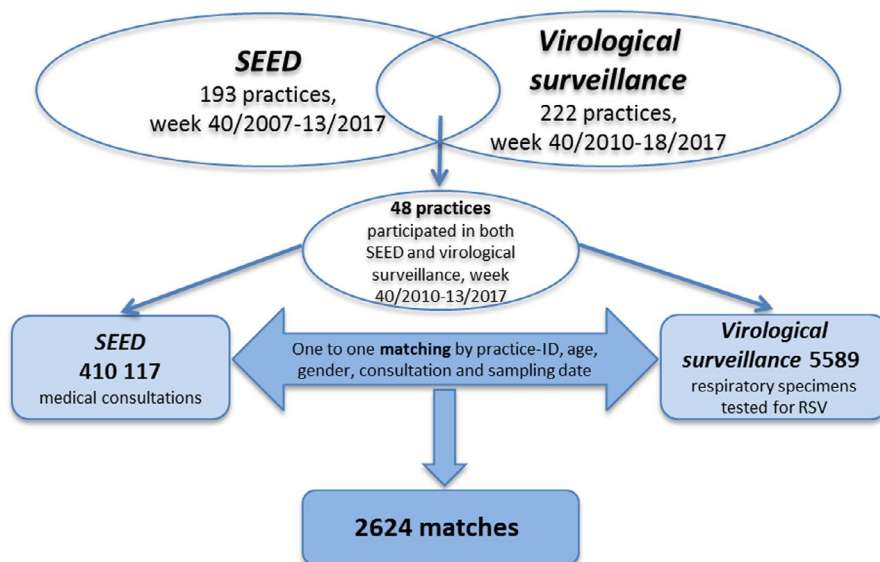 SEED
193 practices,
week 40/2007-13/2017
Virological
surveillance
222 practices,
week 40/2010-18/2017
48 practices
participated in both
SEED and virological
surveillance, week
40/2010-13/2017
SEED
410 117
medical consultations
One to one matching by practice-ID, age,
gender, consultation and sampling date
Virological
surveillance 5589
respiratory specimens
tested for RSV
2624 matches